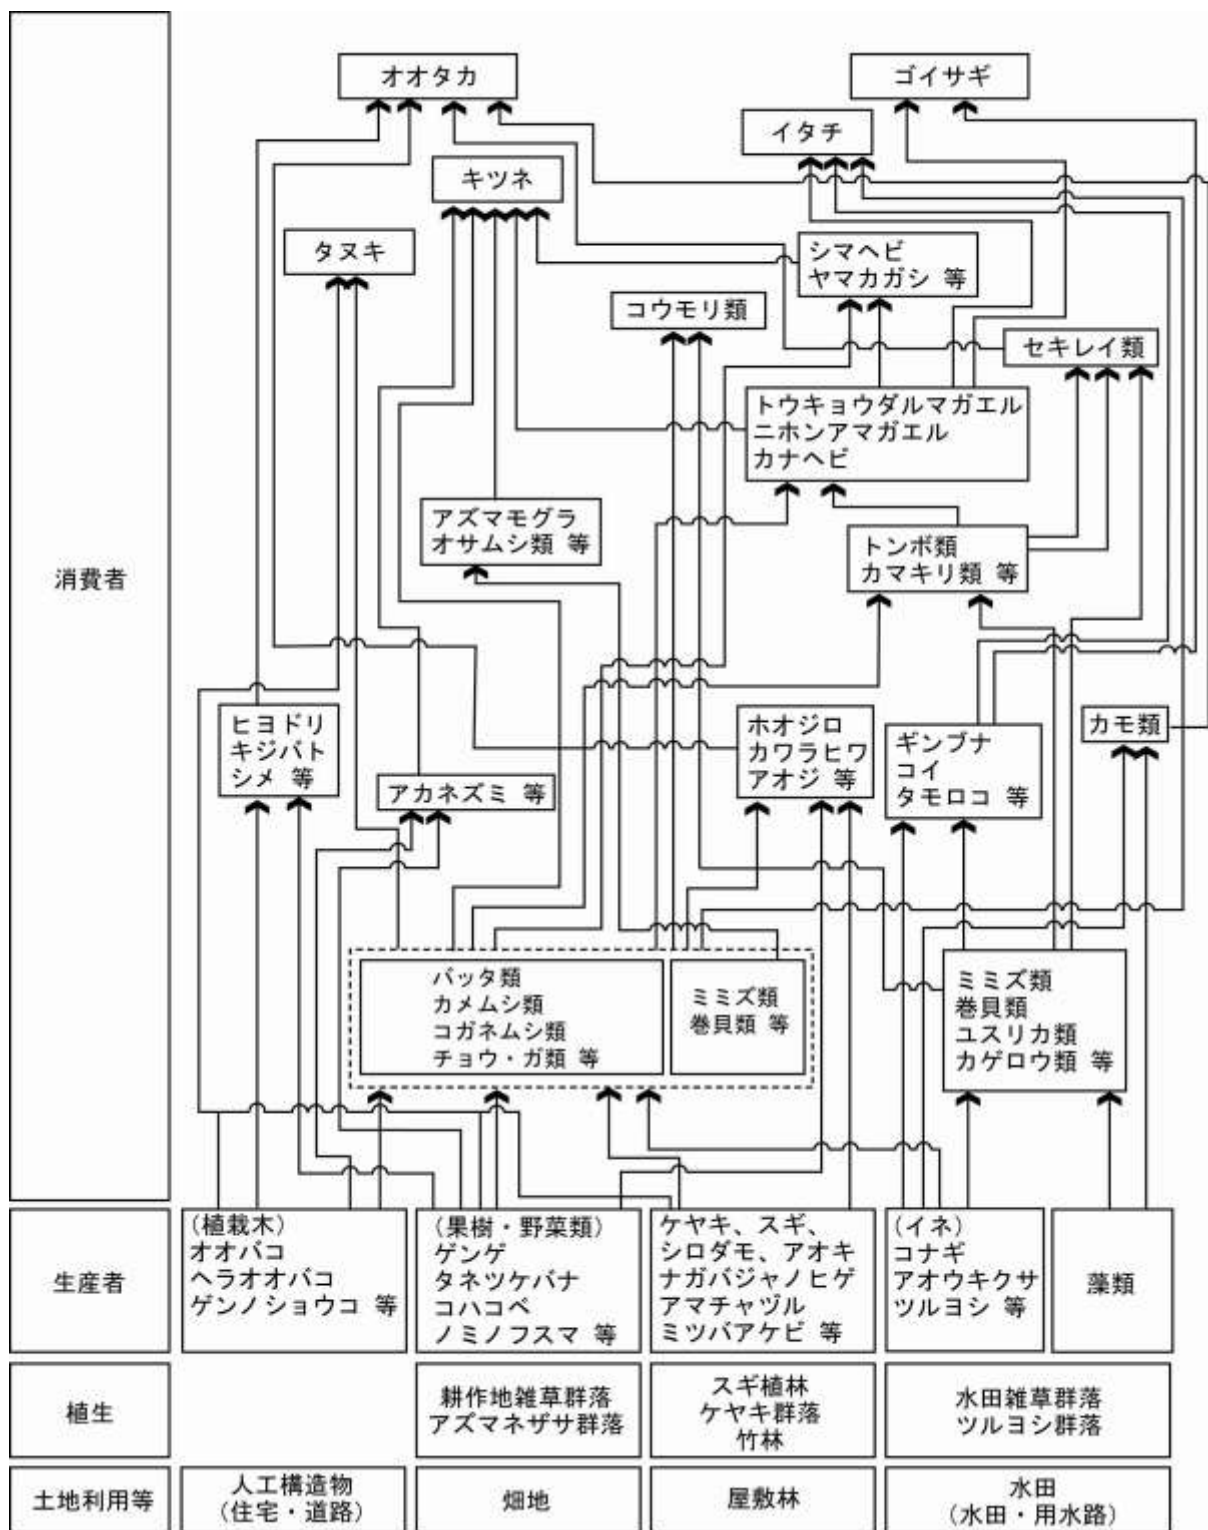 オオタカ
ゴイサギ
イタチ
キツネ
タヌキ
シマヘビ
ヤマカガシ 等
コウモリ類
セキレイ類
トウキョウダルマガエル
ニホンアマガエル
カナヘビ
アズマモグラ
オサムシ類 等
トンボ類
カマキリ類 等
消費者
ヒヨドリ
キジバト
シメ 等
ホオジロ
カワラヒワ
アオジ 等
ギンブナ
コイ
タモロコ 等
カモ類
アカネズミ 等
バッタ類
カメムシ類
コガネムシ類
チョウ・ガ類 等
ミミズ類
巻貝類 等
ミミズ類
巻貝類
ユスリカ類
カゲロウ類 等
生産者
(植栽木)
オオバコ
ヘラオオバコ
ゲンノショウコ 等
(果樹・野菜類)
ゲンゲ
タネツケバナ
コハコベ
ノミノフスマ 等
ケヤキ、スギ、
シロダモ、アオキ
ナガバジャノヒゲ
アマチャヅル
ミツバアケビ 等
(イネ)
コナギ
アオウキクサ
ツルヨシ 等
藻類
植生
耕作地雑草群落
アズマネザサ群落
スギ植林
ケヤキ群落
竹林
水田雑草群落
ツルヨシ群落
土地利用等
人工構造物
(住宅・道路)
畑地
屋敷林
水田
(水田・用水路)